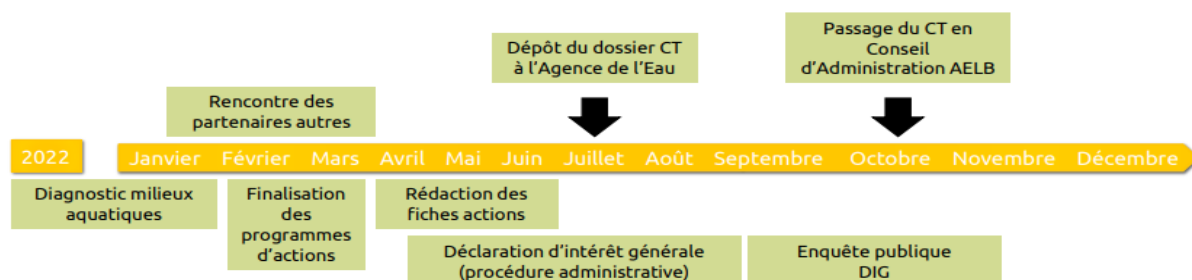 Dépôt du dossier CT
à l'Agence de l'Eau
Passage du CT en
Conseil
d'Administration AELB
Rencontre des
partenaires autres
2022
Janvier Février Mars Avril Mai Juin Juillet Août Septembre Octobre Novembre Décembre
Diagnostic milieux
aquatiques
Finalisation
des
programmes
d'actions
Rédaction des
fiches actions
Déclaration d'intérêt générale
(procédure administrative)
Enquête publique
DIG